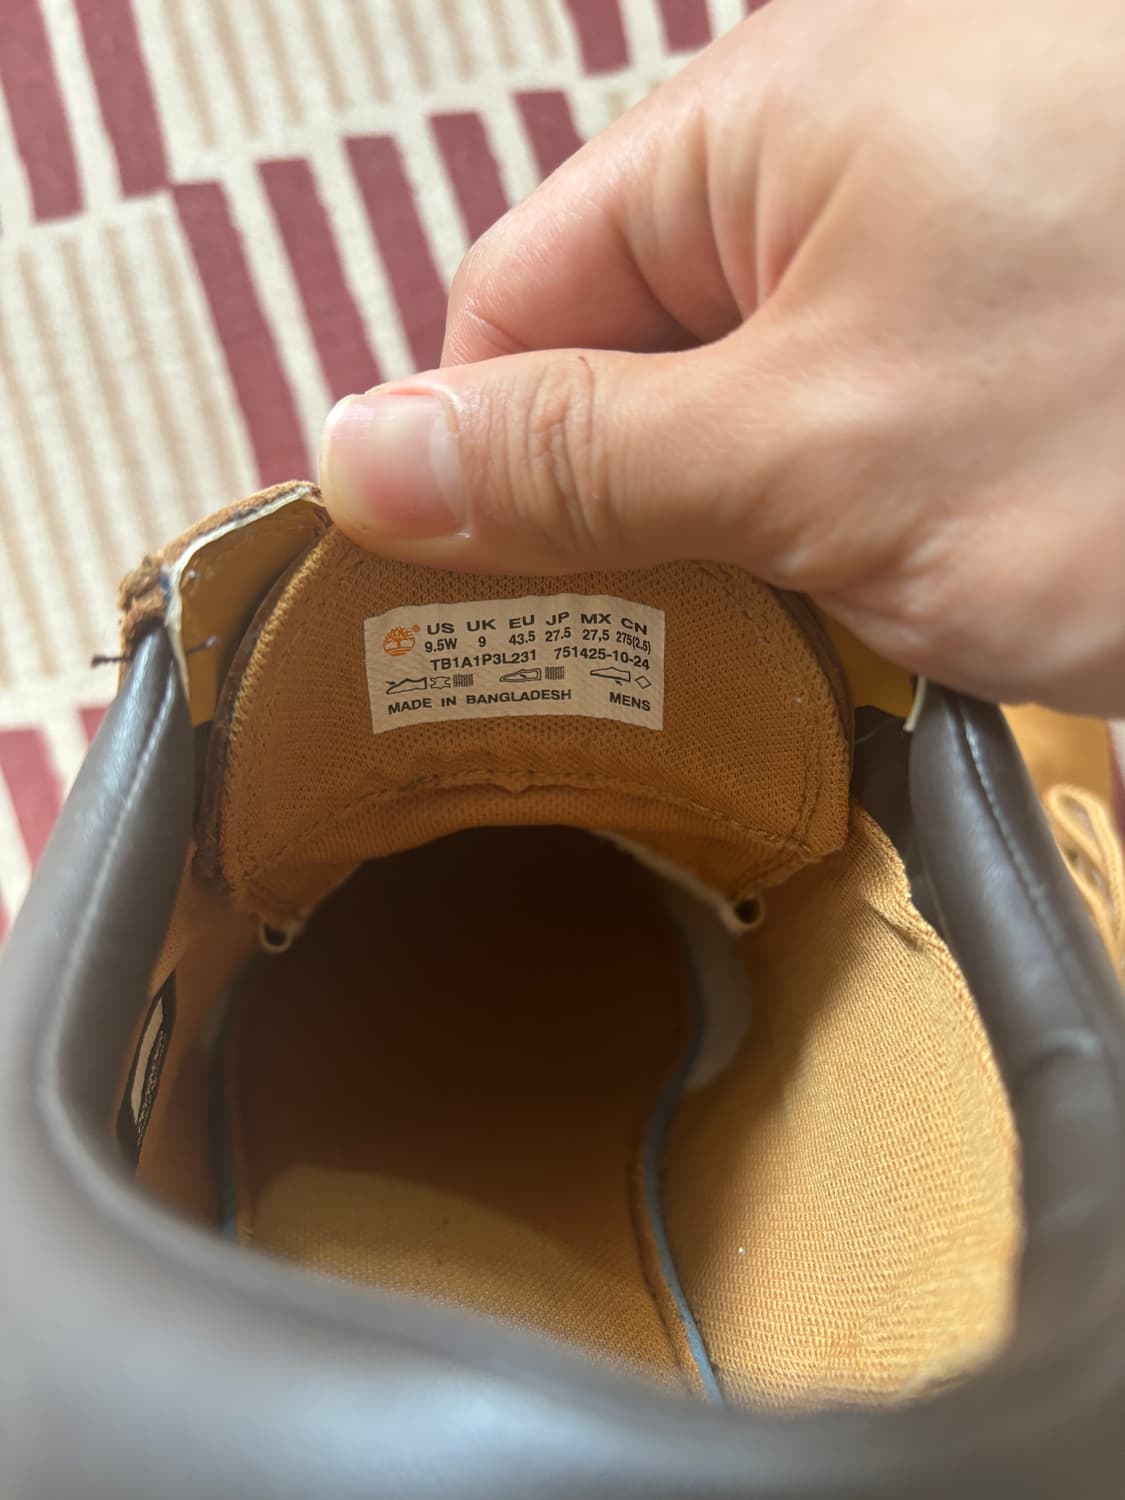 ® US UK EU JP MX CN
9.5W 9 43.5 27.5 27,5 275(2.5)
TB1A1P3L231 751425-10-24
MADE IN BANGLADESH MENS